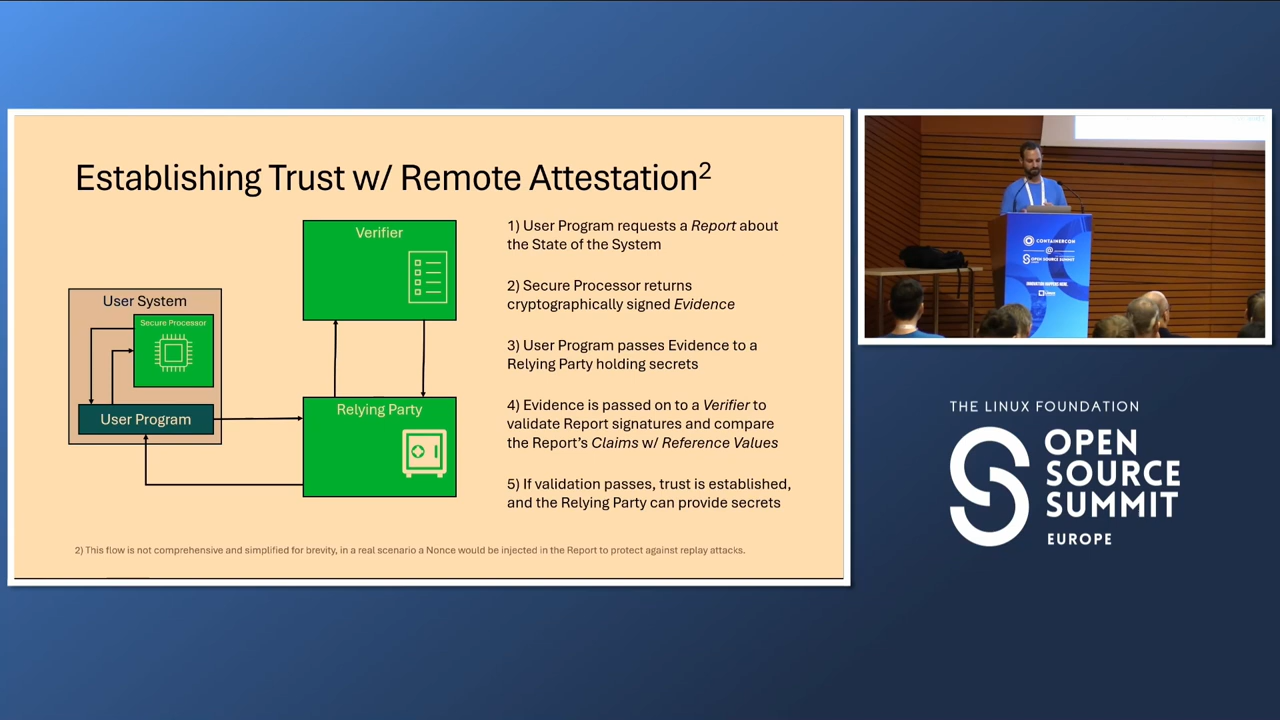 Establishing Trust w/ Remote Attestation2
Verifier
User System
Secure Processor
User Program
Relying Party
1) User Program requests a Report about
the State of the System
2) Secure Processor returns
cryptographically signed Evidence
3) User Program passes Evidence to a
Relying Party holding secrets
4) Evidence is passed on to a Verifier to
validate Report signatures and compare
the Report's Claims w/ Reference Values
5) If validation passes, trust is established,
and the Relying Party can provide secrets
2) This flow is not comprehensive and simplified for brevity, in a real scenario a Nonce would be injected in the Report to protect against replay attacks.
CONTAINERCON
@
OPEN SOURCE SUMMIT
THE LINUX FOUNDATION
OPEN
SOURCE
SUMMIT
EUROPE